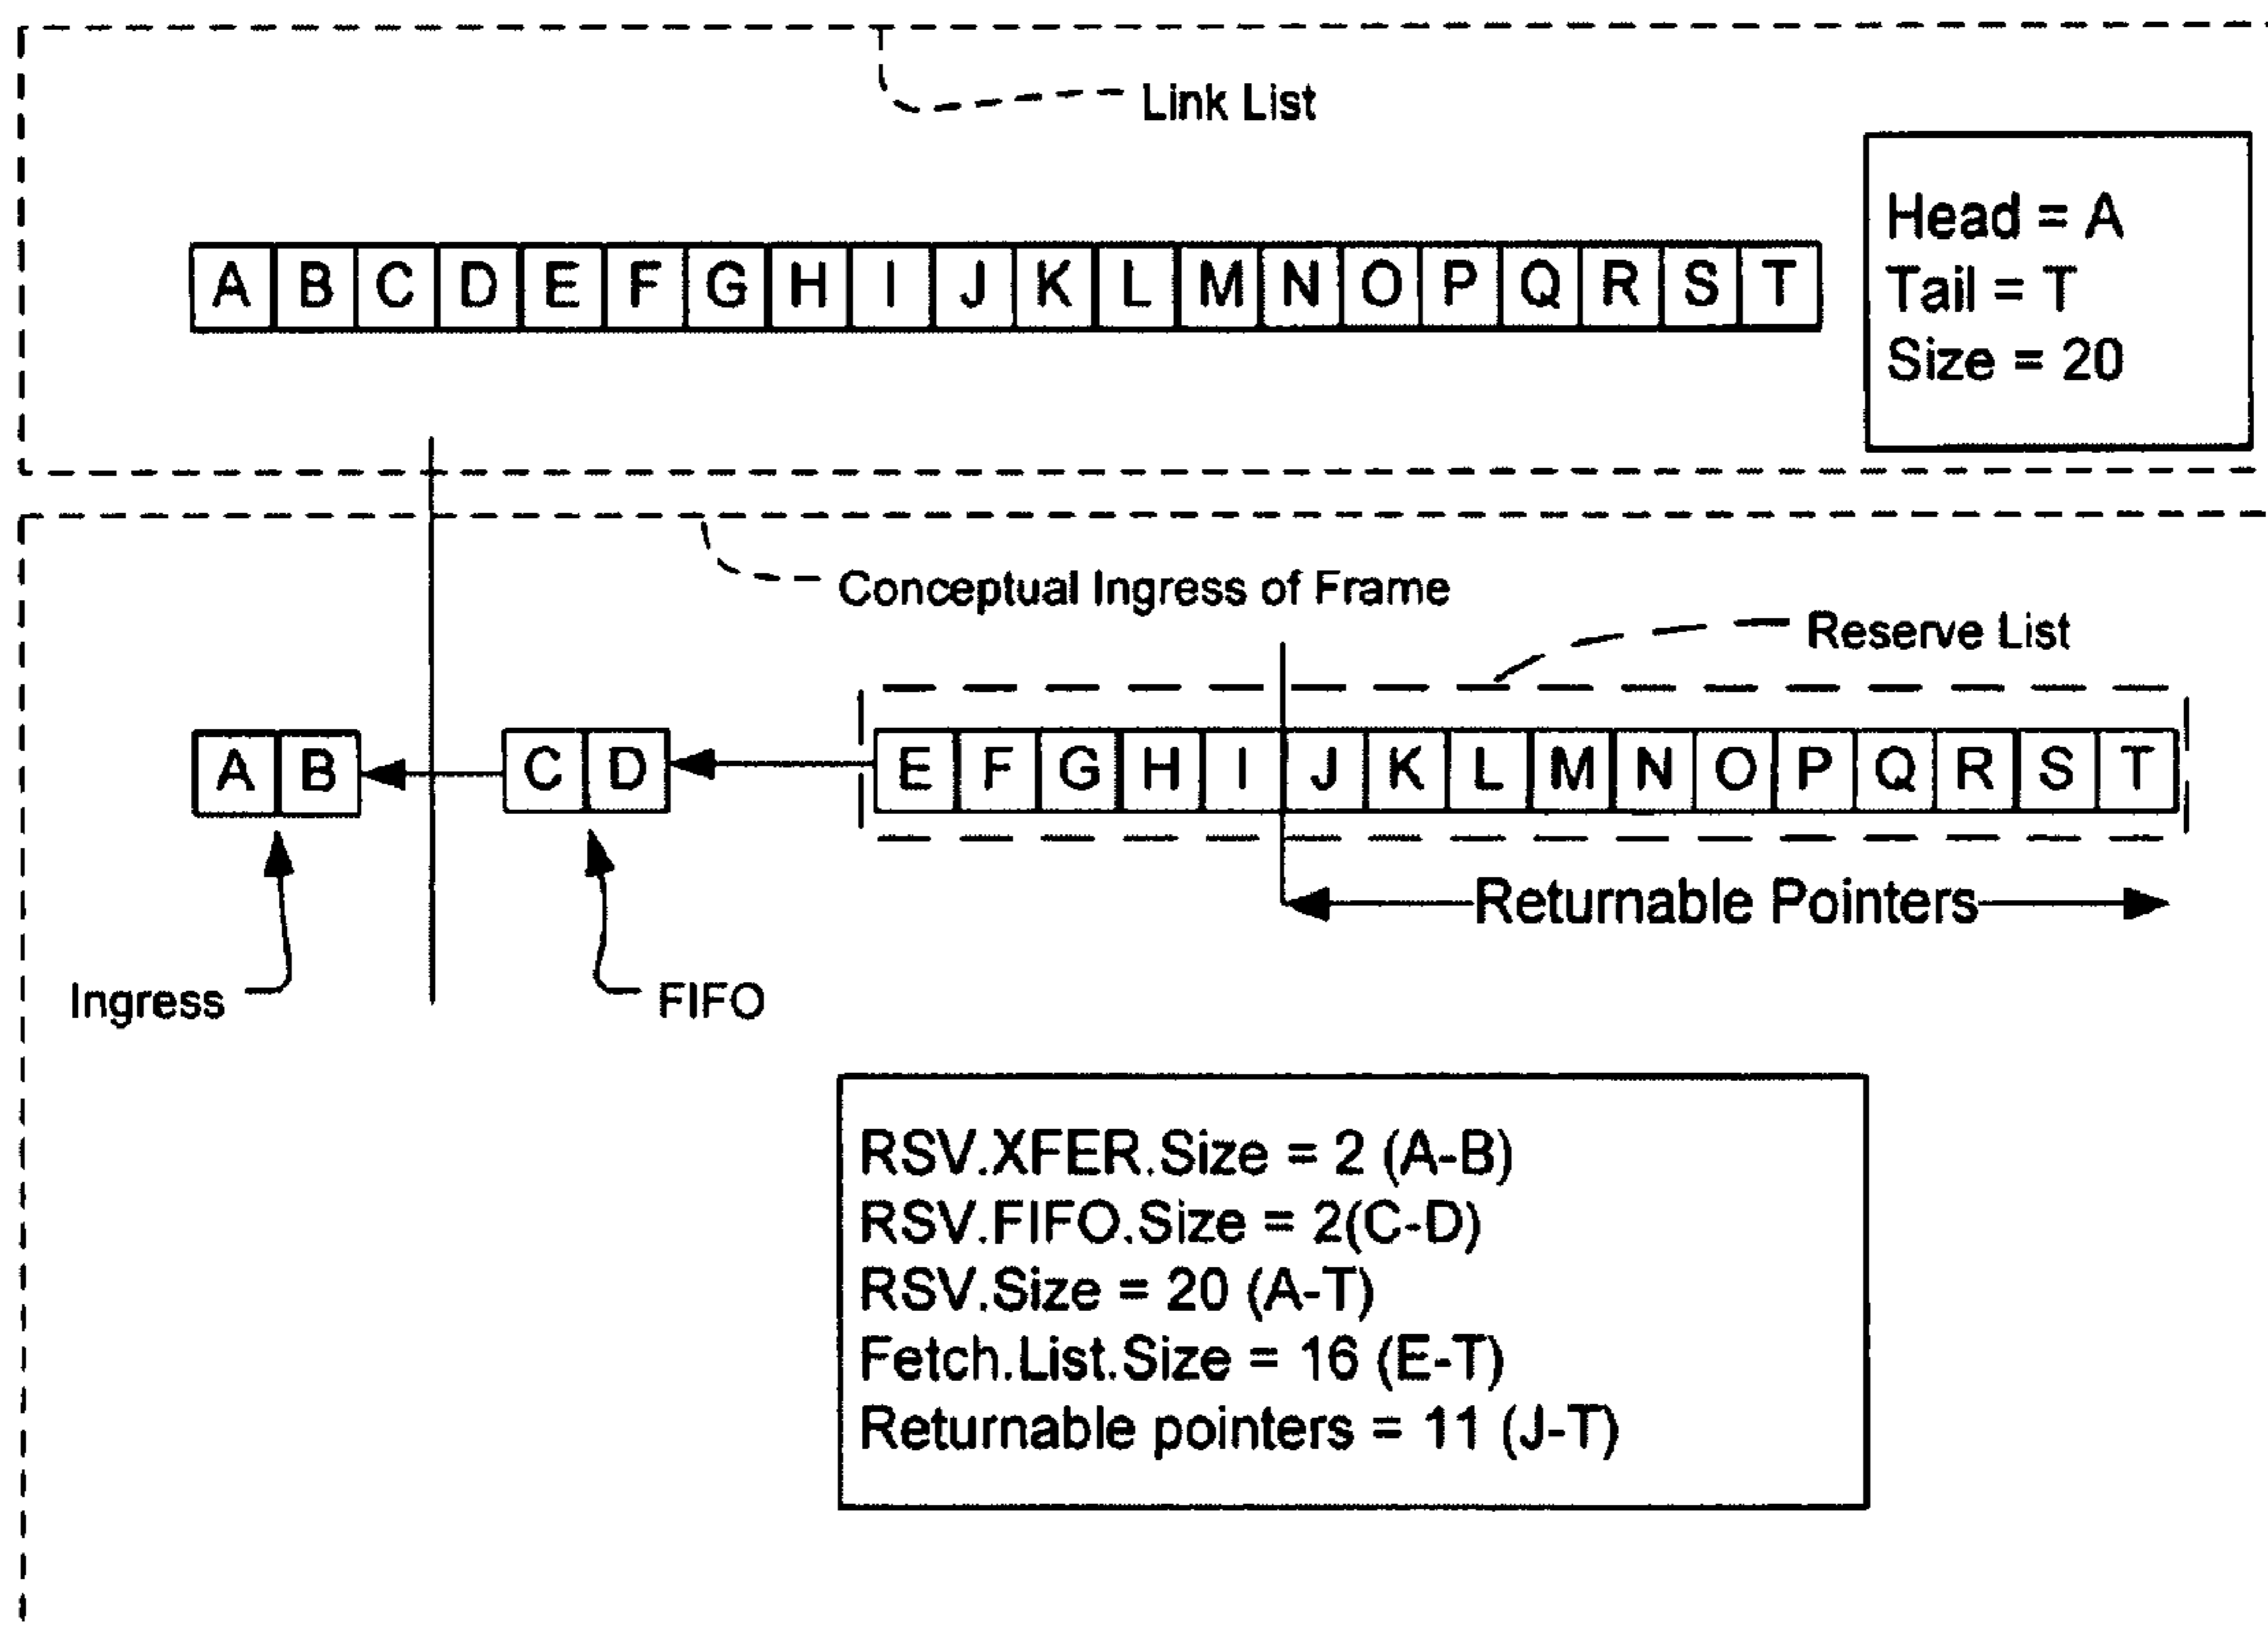 Link List
Head = A
Tail = T
Size = 20
A B C D E F G H I J K L M N O P Q R S T
Conceptual Ingress of Frame
Reserve List
A B C D E F G H I J K L M N O P Q R S T
Returnable Pointers
Ingress FIFO
RSV.XFER.Size = 2 (A-B)
RSV.FIFO.Size = 2(C-D)
RSV.Size = 20 (A-T)
Fetch.List.Size = 16 (E-T)
Returnable pointers = 11 (J-T)